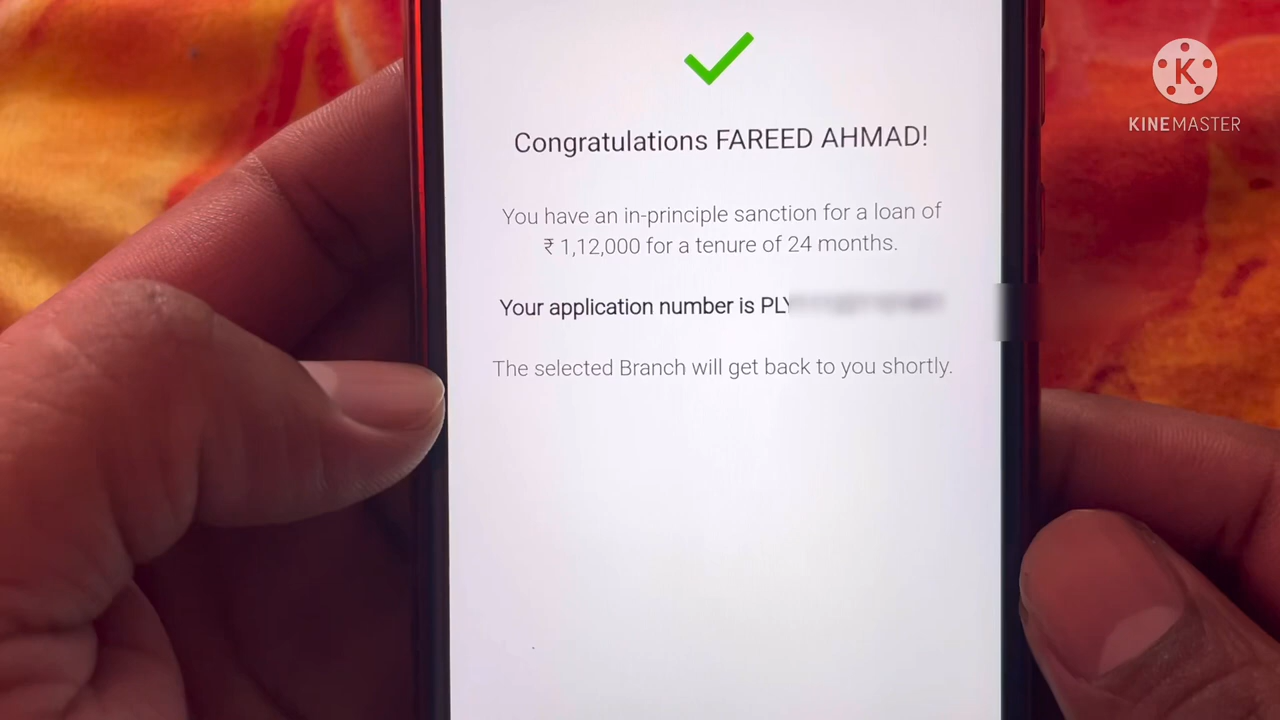 Congratulations FAREED AHMAD!
You have an in-principle sanction for a loan of
₹ 1,12,000 for a tenure of 24 months.
Your application number is PLY
The selected Branch will get back to you shortly.
K
KINEMASTER